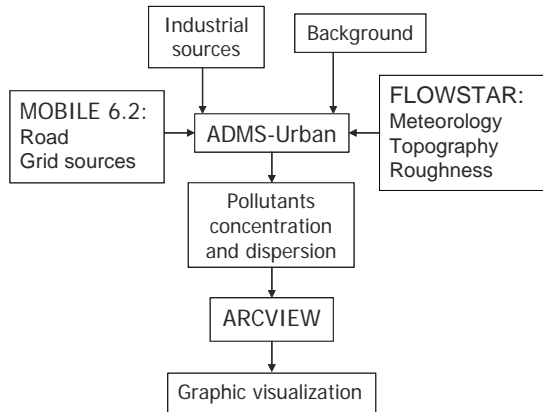 Industrial
sources
Background
MOBILE 6.2:
Road
Grid sources
ADMS-Urban
FLOWSTAR:
Meteorology
Topography
Roughness
Pollutants
concentration
and dispersion
ARCVIEW
Graphic visualization